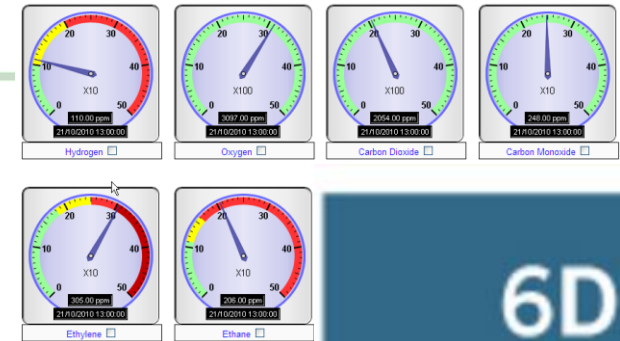 0 10 20 30 40 50
X10
110.00 ppm
21/10/2010 13:00:00
Hydrogen
0 10 20 30 40 50
X100
3097.00 ppm
21/10/2010 13:00:00
Oxygen
0 10 20 30 40 50
X100
2054.00 ppm
21/10/2010 13:00:00
Carbon Dioxide
0 10 20 30 40 50
X10
248.00 ppm
21/10/2010 13:00:00
Carbon Monoxide
0 10 20 30 40 50
X10
305.00 ppm
21/10/2010 13:00:00
Ethylene
0 10 20 30 40 50
X10
206.00 ppm
21/10/2010 13:00:00
Ethane
6D